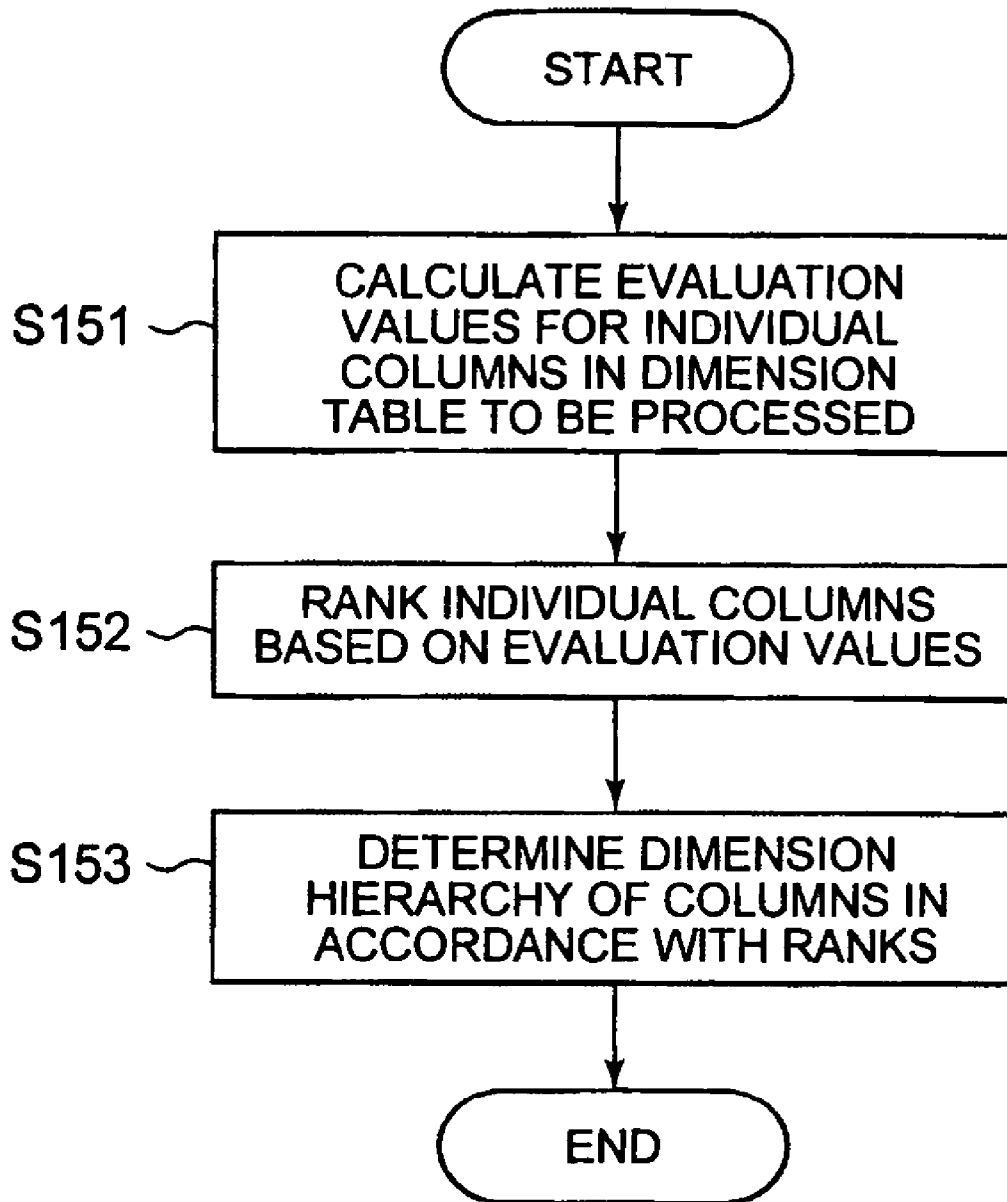 START
S151
CALCULATE EVALUATION
VALUES FOR INDIVIDUAL
COLUMNS IN DIMENSION
TABLE TO BE PROCESSED
S152
RANK INDIVIDUAL COLUMNS
BASED ON EVALUATION VALUES
S153
DETERMINE DIMENSION
HIERARCHY OF COLUMNS IN
ACCORDANCE WITH RANKS
END